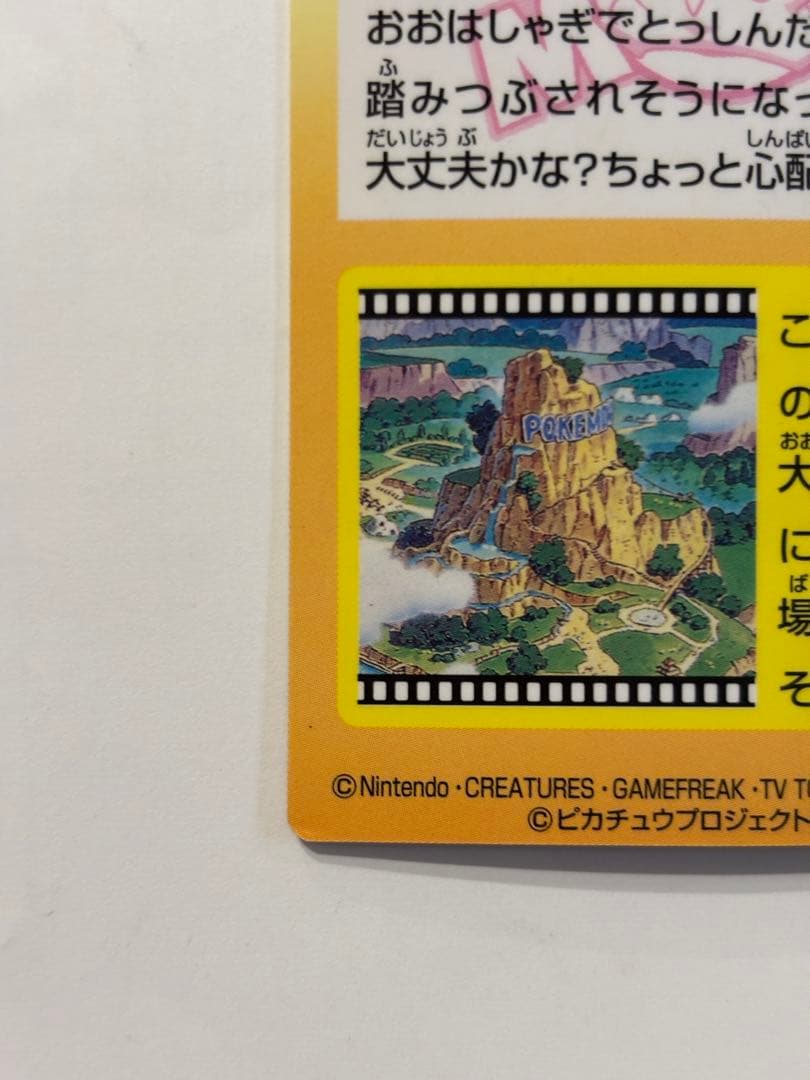 おおはしゃぎでとっしんだ
ふ
踏みつぶされそうになっ
だいじょうぶ しんぱい
大丈夫かな?ちょっと心配
POKEMIN
こ
の
おお
大
に
ば
場
そ
©Nintendo・CREATURES・GAMEFREAK・TV TO
©ピカチュウプロジェクト